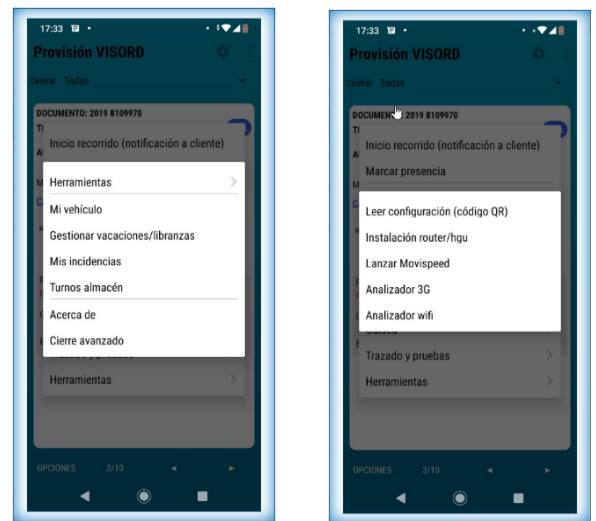 17:33
Provisión VISORD
Central Todas
DOCUMENTO: 2019 8109970
Inicio recorrido (notificación a cliente)
Herramientas
Mi vehículo
Gestionar vacaciones/libranzas
Mis incidencias
Turnos almacén
Acerca de
Cierre avanzado
Trazado y pruebas
Herramientas
OPCIONES 3/10
17:33
Provisión VISORD
Central Todas
DOCUMENTO: 2019 8109970
Inicio recorrido (notificación a cliente)
Marcar presencia
Leer configuración (código QR)
Instalación router/hgu
Lanzar Movispeed
Analizador 3G
Analizador wifi
Trazado y pruebas
Herramientas
OPCIONES 3/10